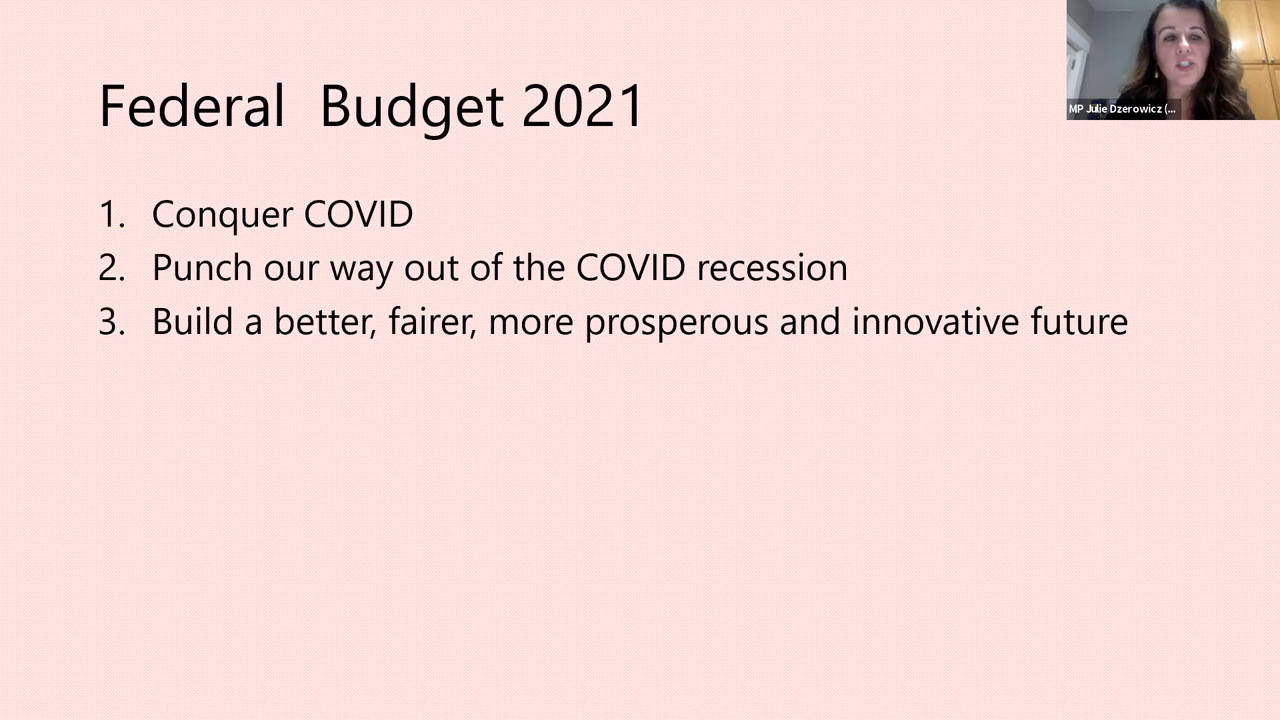 Federal  Budget 2021
MP Julie Dzerowicz (...
1. Conquer COVID
2. Punch our way out of the COVID recession
3. Build a better, fairer, more prosperous and innovative future